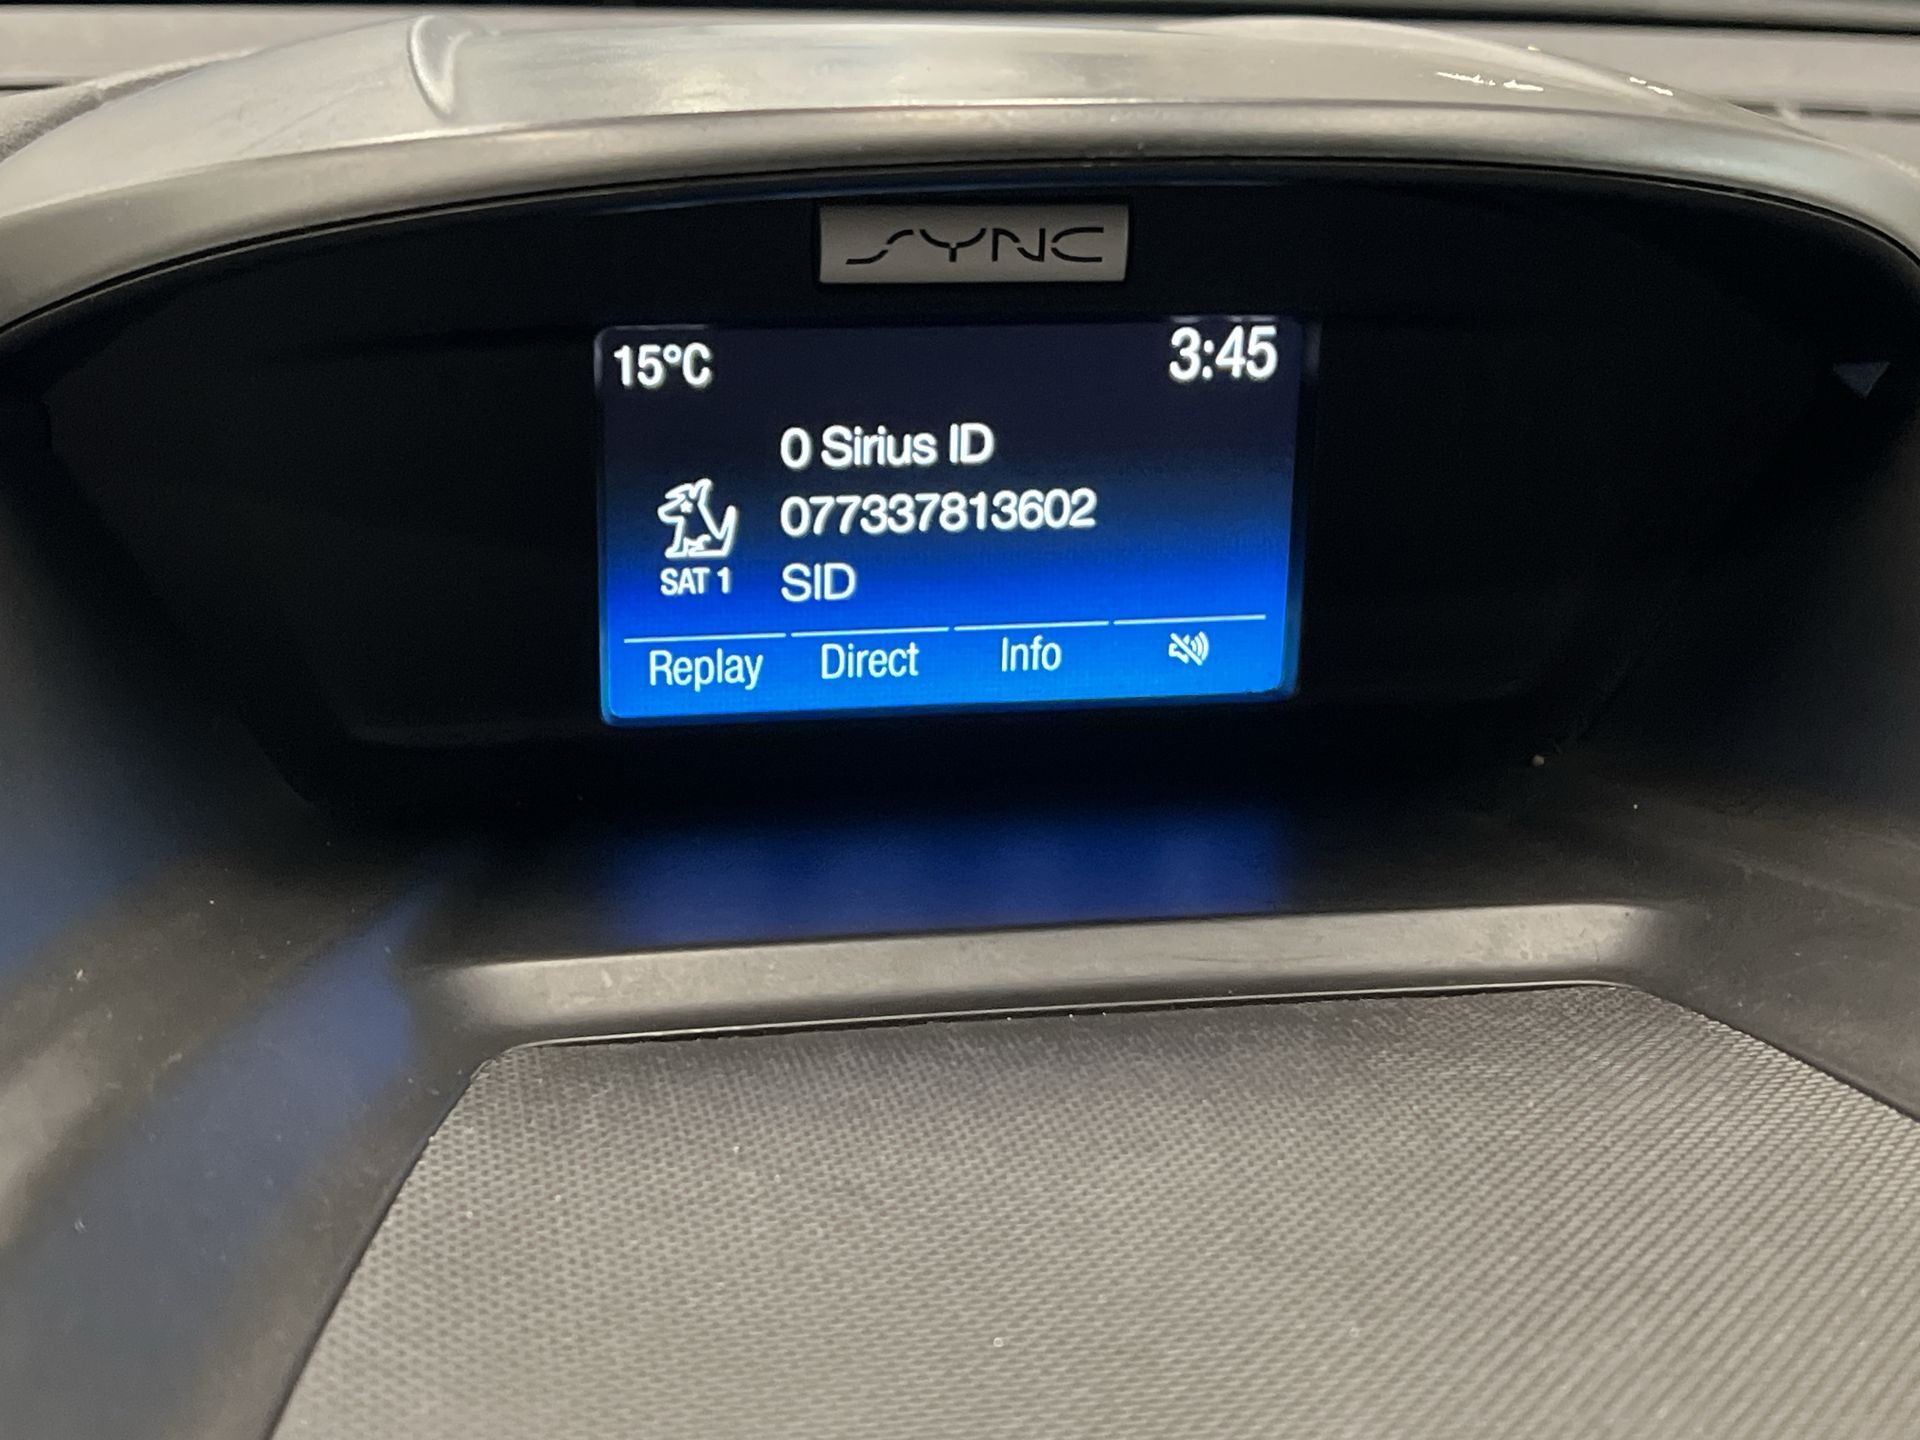 SYNC
15°C 3:45
0 Sirius ID
077337813602
SAT 1 SID
Replay Direct Info